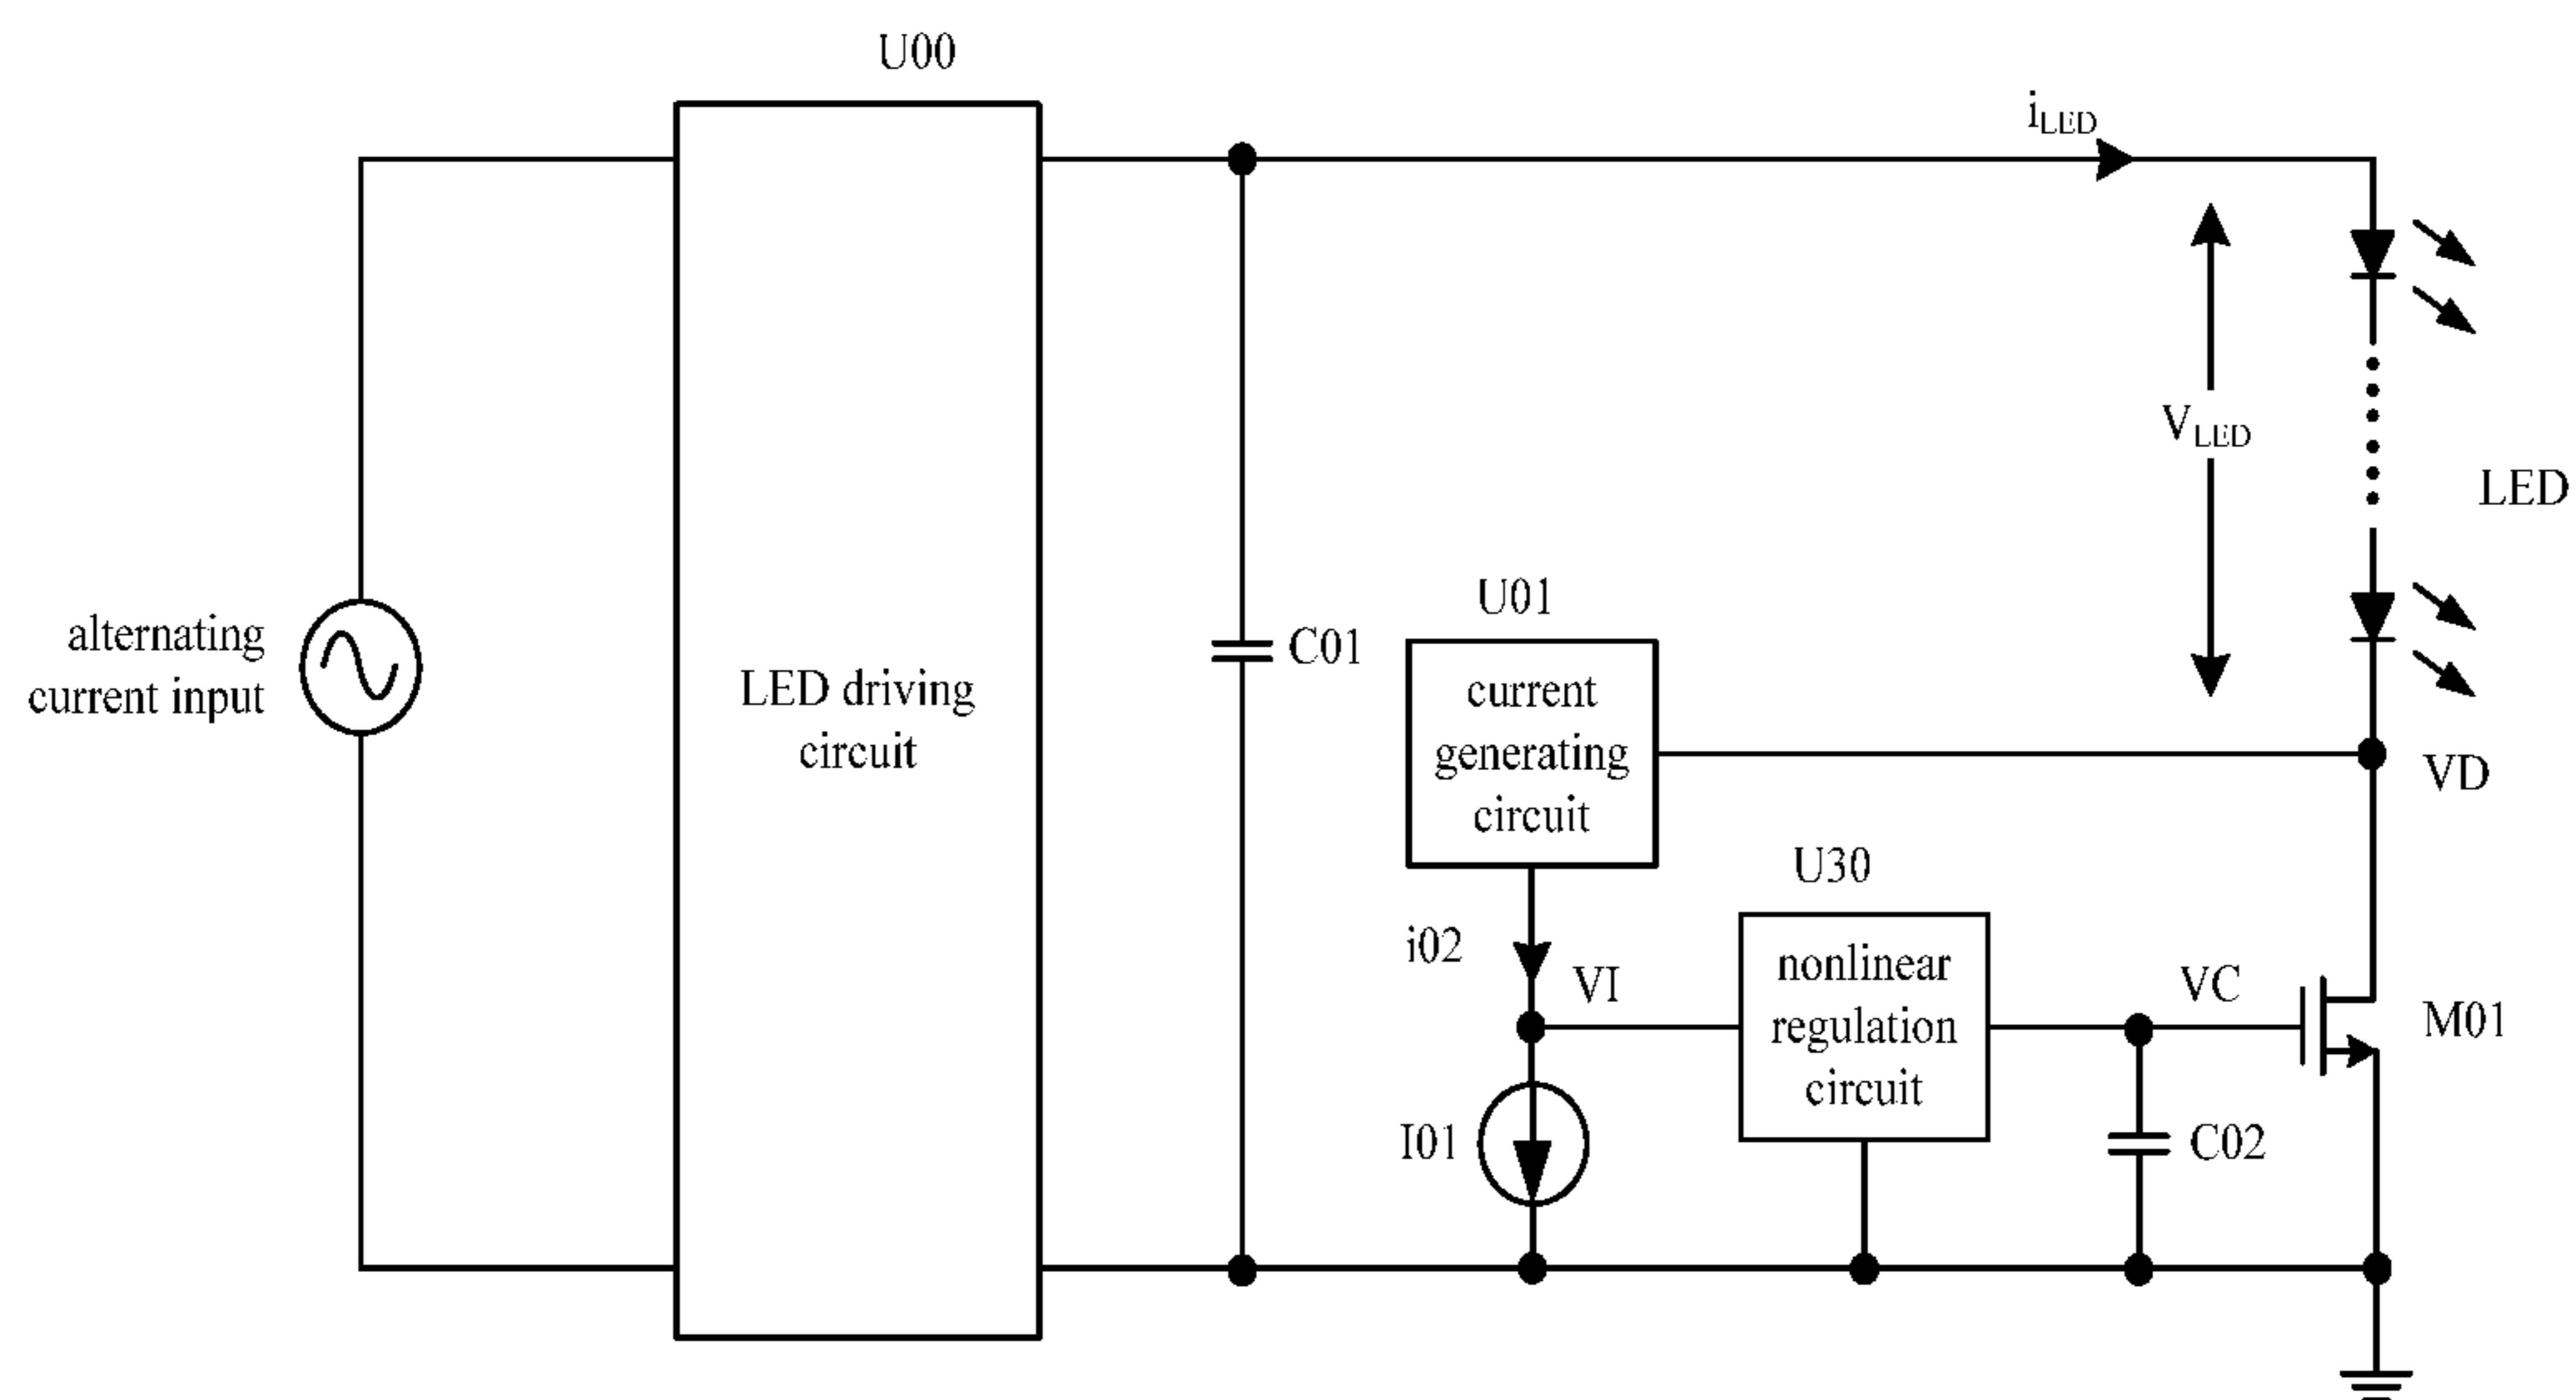 U00
iLED
alternating
current input
LED driving
circuit
C01
VLED
LED
U01
current
generating
circuit
VD
U30
i02
VI
nonlinear
regulation
circuit
VC
M01
I01
C02